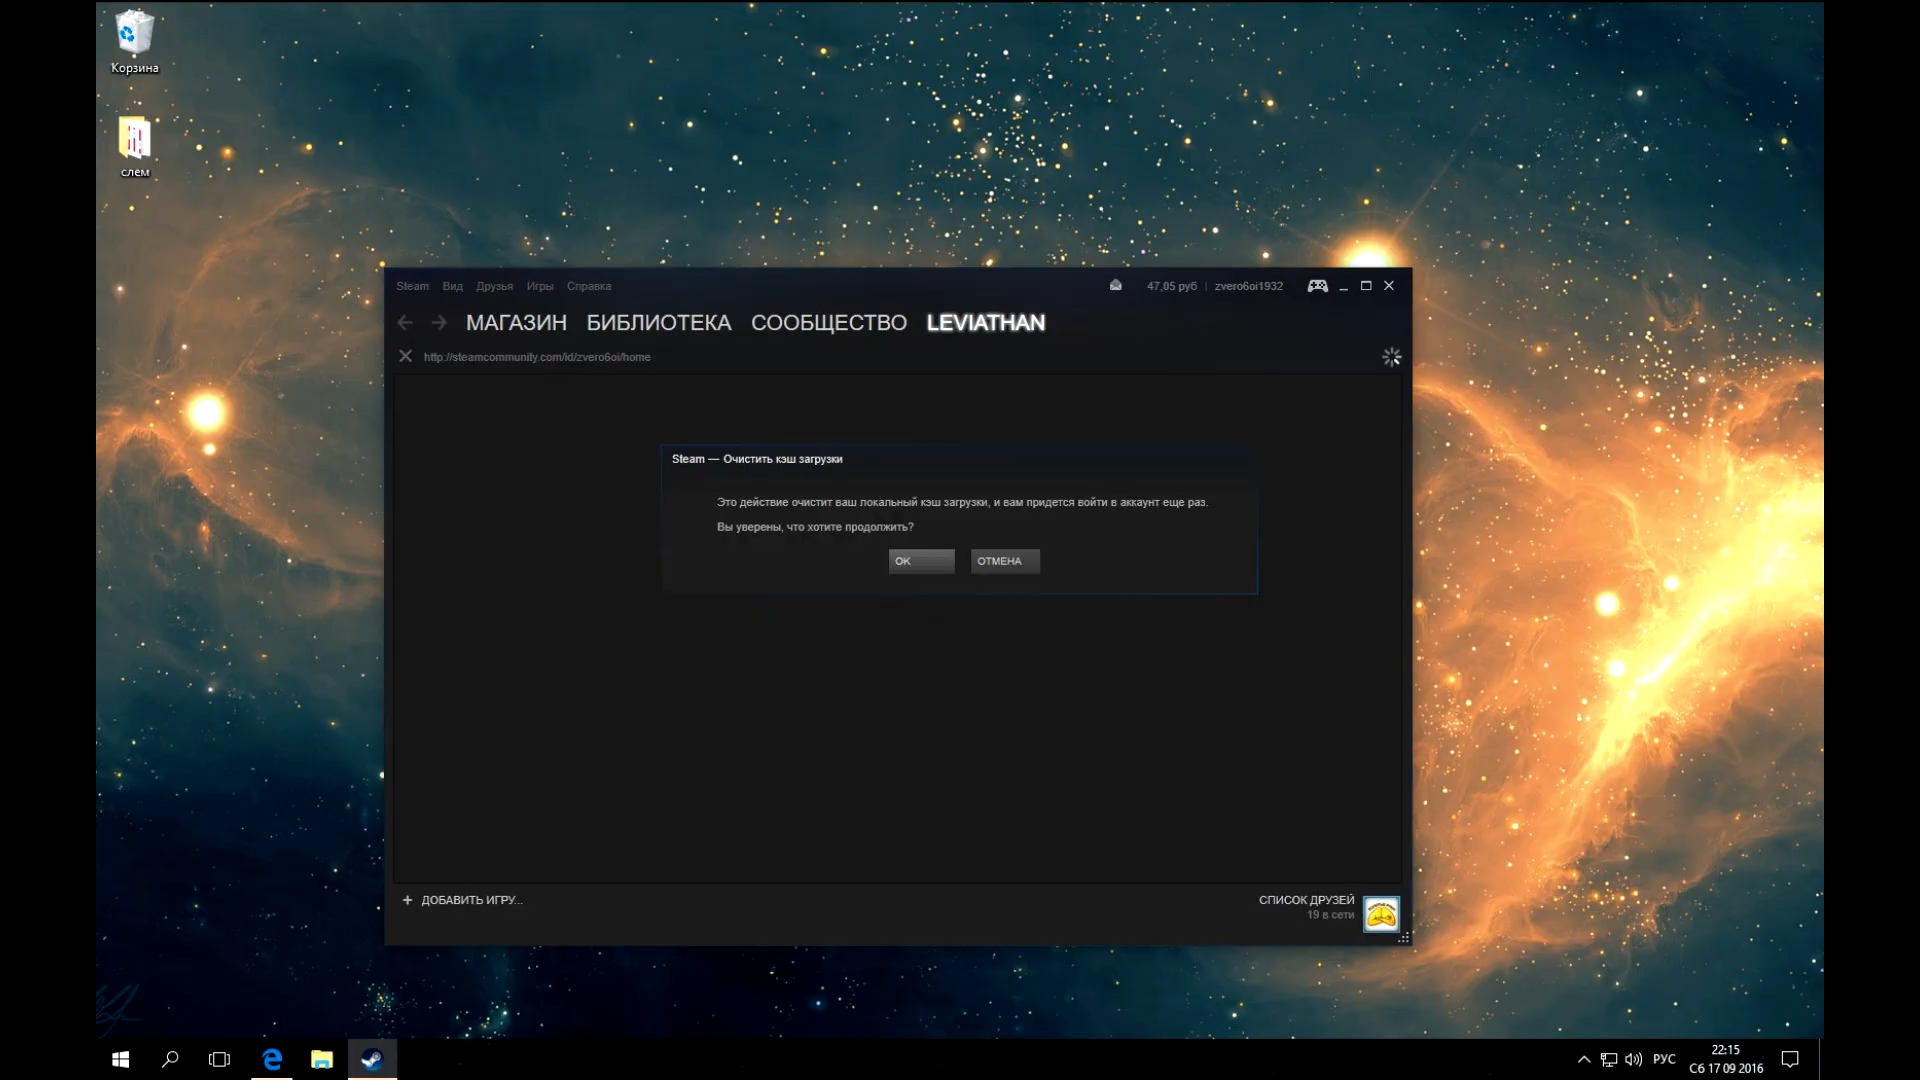 Корзина
слем
Steam Вид Друзья Игры Справка
47,05 руб | zvero6oi1932
МАГАЗИН БИБЛИОТЕКА СООБЩЕСТВО LEVIATHAN
http://steamcommunity.com/id/zvero6oi/home
Steam — Очистить кэш загрузки
Это действие очистит ваш локальный кэш загрузки, и вам придется войти в аккаунт еще раз.
Вы уверены, что хотите продолжить?
OK ОТМЕНА
+ ДОБАВИТЬ ИГРУ...
СПИСОК ДРУЗЕЙ
19 в сети
РУС
22:15
Сб 17 09 2016